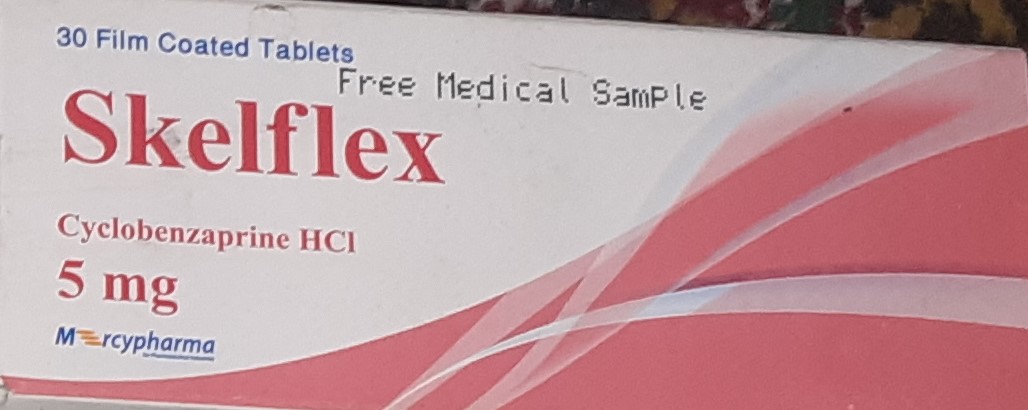 30 Film Coated Tablets
Free Medical SamPle
Skelflex
Cyclobenzaprine HCl
5 mg
Mercypharma